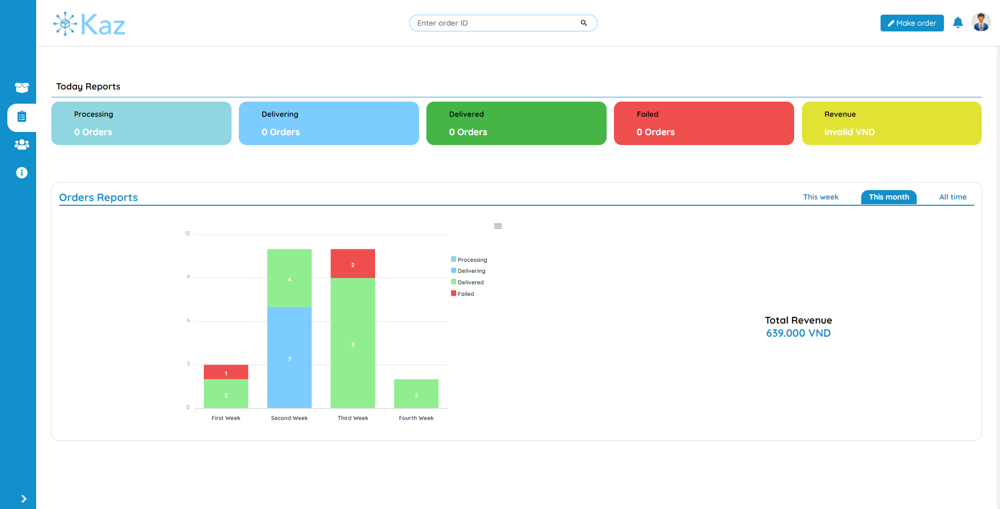 Kaz
Enter order ID
Make order
Today Reports
Processing
0 Orders
Delivering
0 Orders
Delivered
0 Orders
Failed
0 Orders
Revenue
Invalid VND
Orders Reports
This week
This month
All time
12
9
6
3
0
1
2
4
7
2
9
2
First Week
Second Week
Third Week
Fourth Week
Processing
Delivering
Delivered
Failed
Total Revenue
639.000 VND